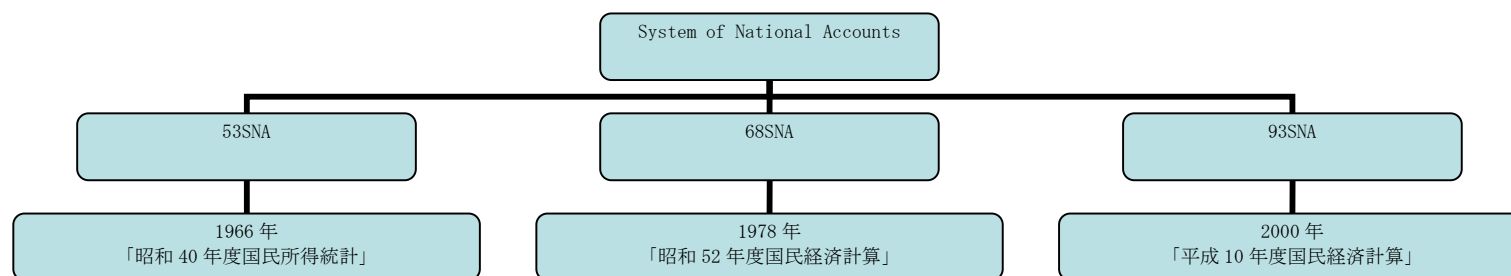 System of National Accounts
53SNA
68SNA
93SNA
1966 年
「昭和 40 年度国民所得統計」
1978 年
「昭和 52 年度国民経済計算」
2000 年
「平成 10 年度国民経済計算」